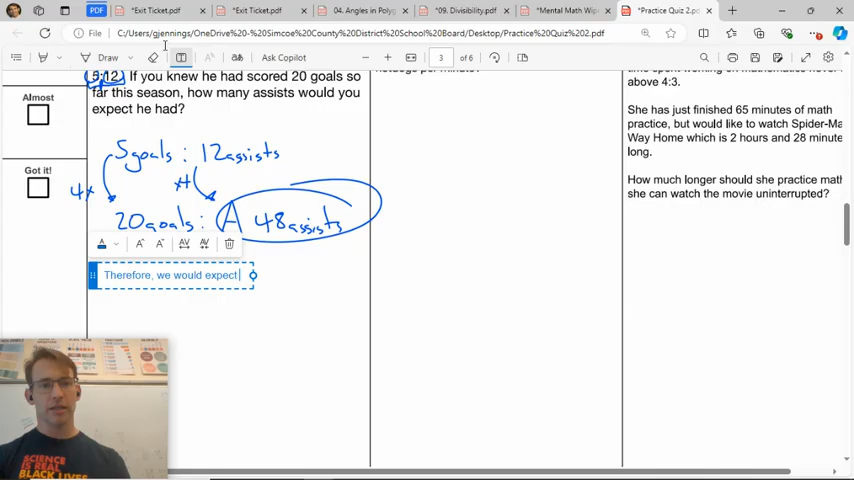 PDF
*Exit Ticket.pdf
*Exit Ticket.pdf
04. Angles in Polyg
*09. Divisibility.pdf
*Mental Math Wip
*Practice Quiz 2.p
File
C:/Users/gjennings/OneDrive%20-%20Simcoe%20County%20District%20School%20Board/Desktop/Practice%20Quiz%202.pdf
Draw
Ask Copilot
3
of 6
5:12. If you knew he had scored 20 goals so
far this season, how many assists would you
expect he had?
Almost
Got it!
5goals : 12assists
4x
x4
20goals : A 48assists
Therefore, we would expect
above 4:3.
She has just finished 65 minutes of math
practice, but would like to watch Spider-Ma
Way Home which is 2 hours and 28 minute
long.
How much longer should she practice math
she can watch the movie uninterrupted?
SCIENCE IS
REAL
BLACK LIVES